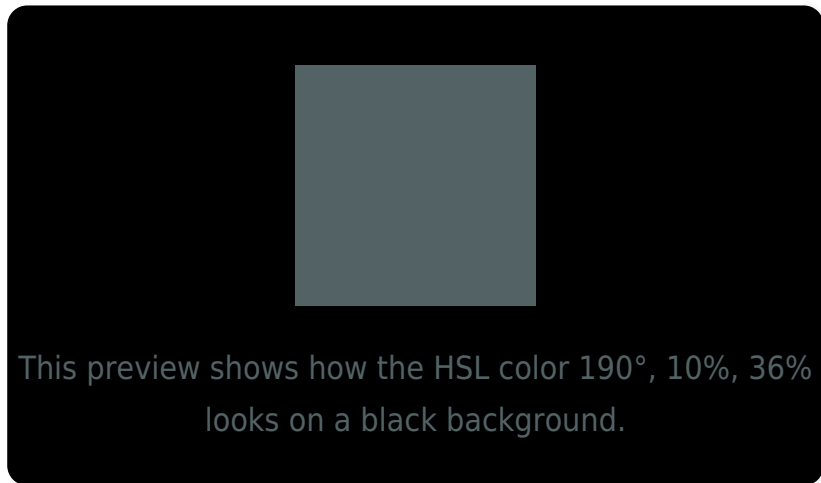 This preview shows how the HSL color 190°, 10%, 36%
looks on a black background.